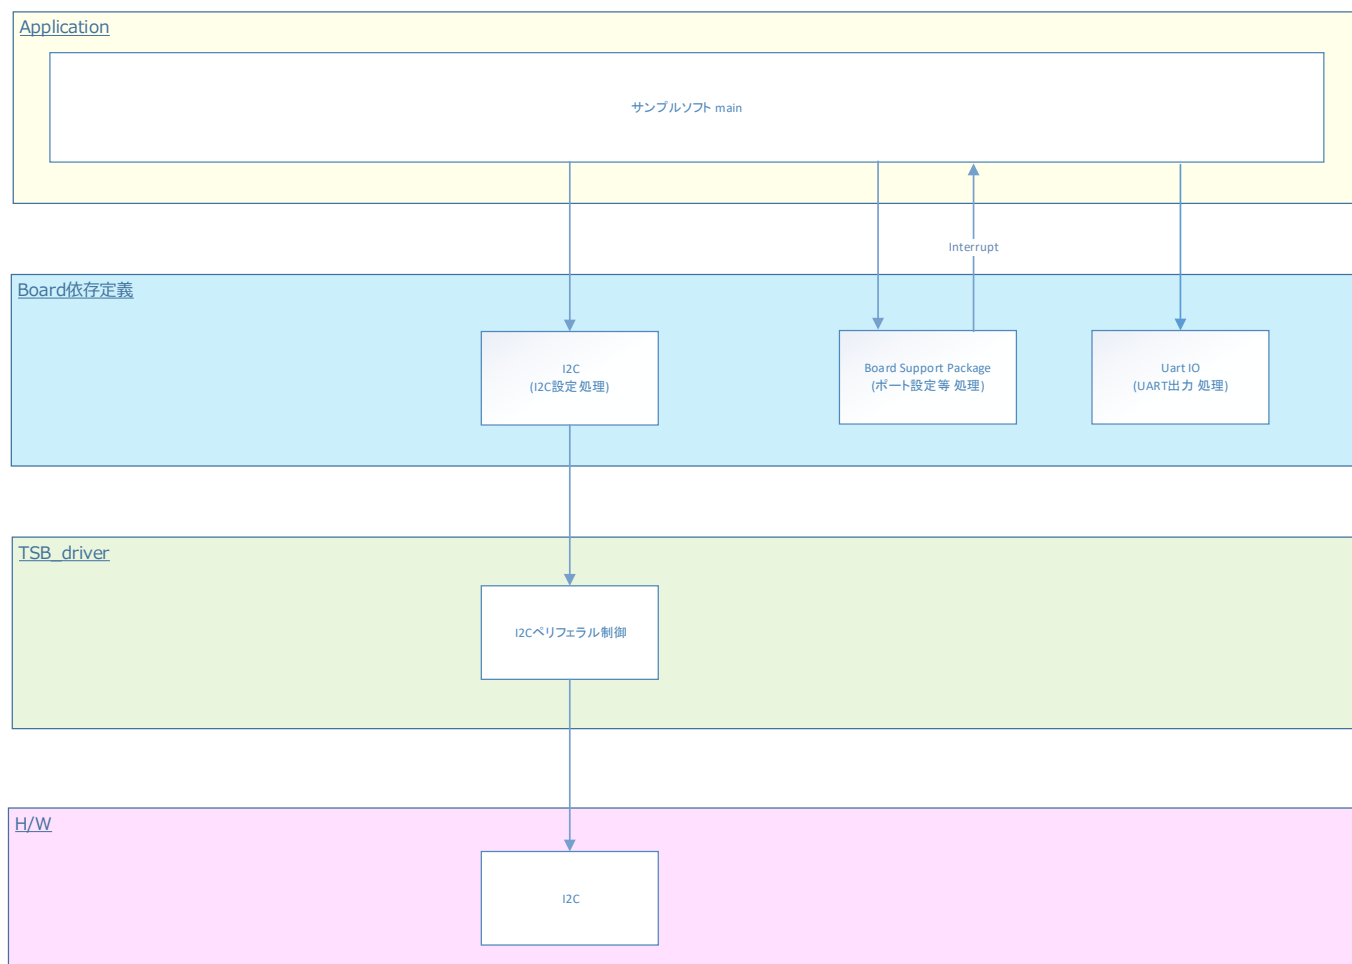 Application
サンプルソフト main
Interrupt
Board依存定義
I2C
(I2C設定処理)
Board Support Package
(ポート設定等 処理)
Uart IO
(UART出力 処理)
TSB_driver
I2Cペリフェラル制御
H/W
I2C